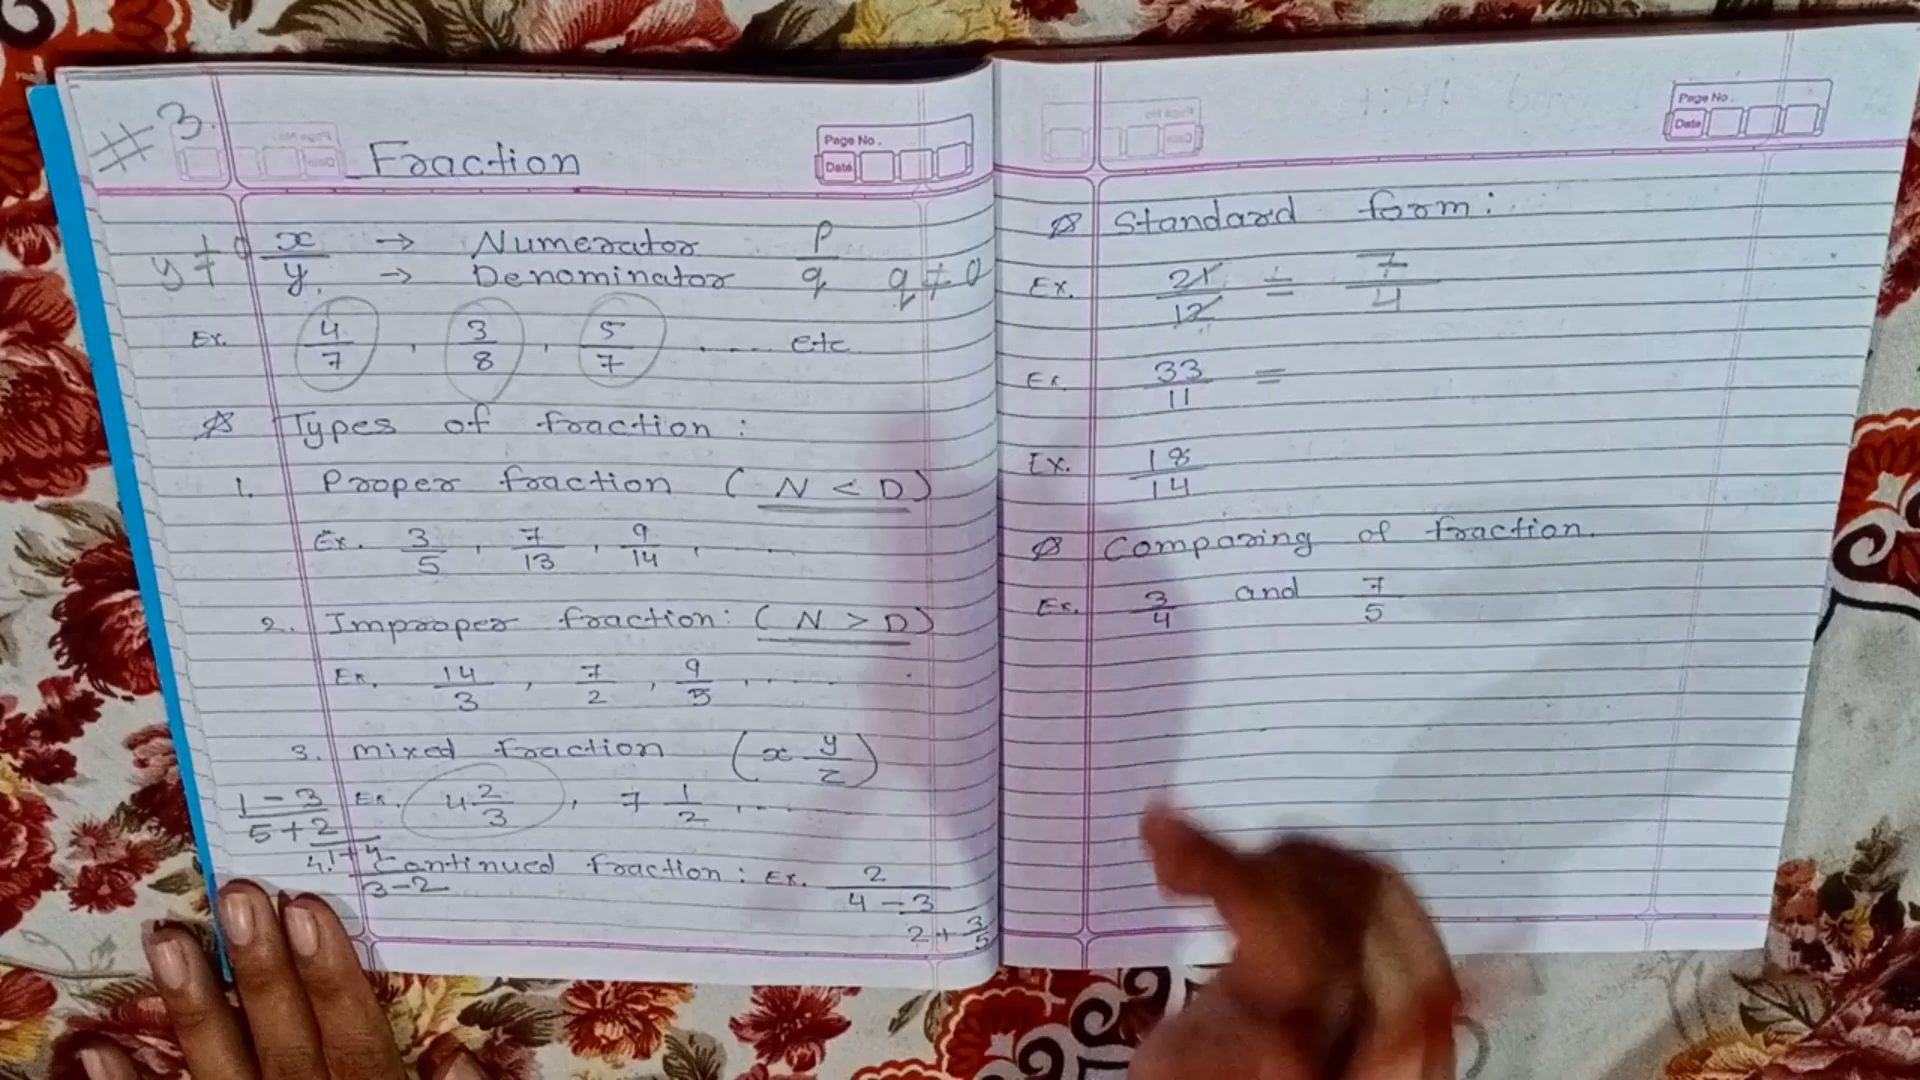 # 3.
Fraction
Page No.
Date
y ≠ 0 x/y → Numerator p/q q ≠ 0
→ Denominator
Ex. 4/7 , 3/8 , 5/7 ..... etc
Types of fraction :
1. Proper fraction ( N < D )
Ex. 3/5 , 7/13 , 9/14 , ....
2. Improper fraction : ( N > D )
Ex. 14/3 , 7/2 , 9/5 , .....
3. mixed fraction ( x y/z )
Ex. 4 2/3 , 7 1/2 , ....
1 - 3
5 + 2
1 + 4
3 - 2
4. Continued fraction : Ex. 2
4 - 3
2 + 3/5
Page No.
Date
Standard form :
Ex. 21/12 = 7/4
Ex. 33/11 =
Ex. 18/14
Comparing of fraction.
Ex. 3/4 and 7/5